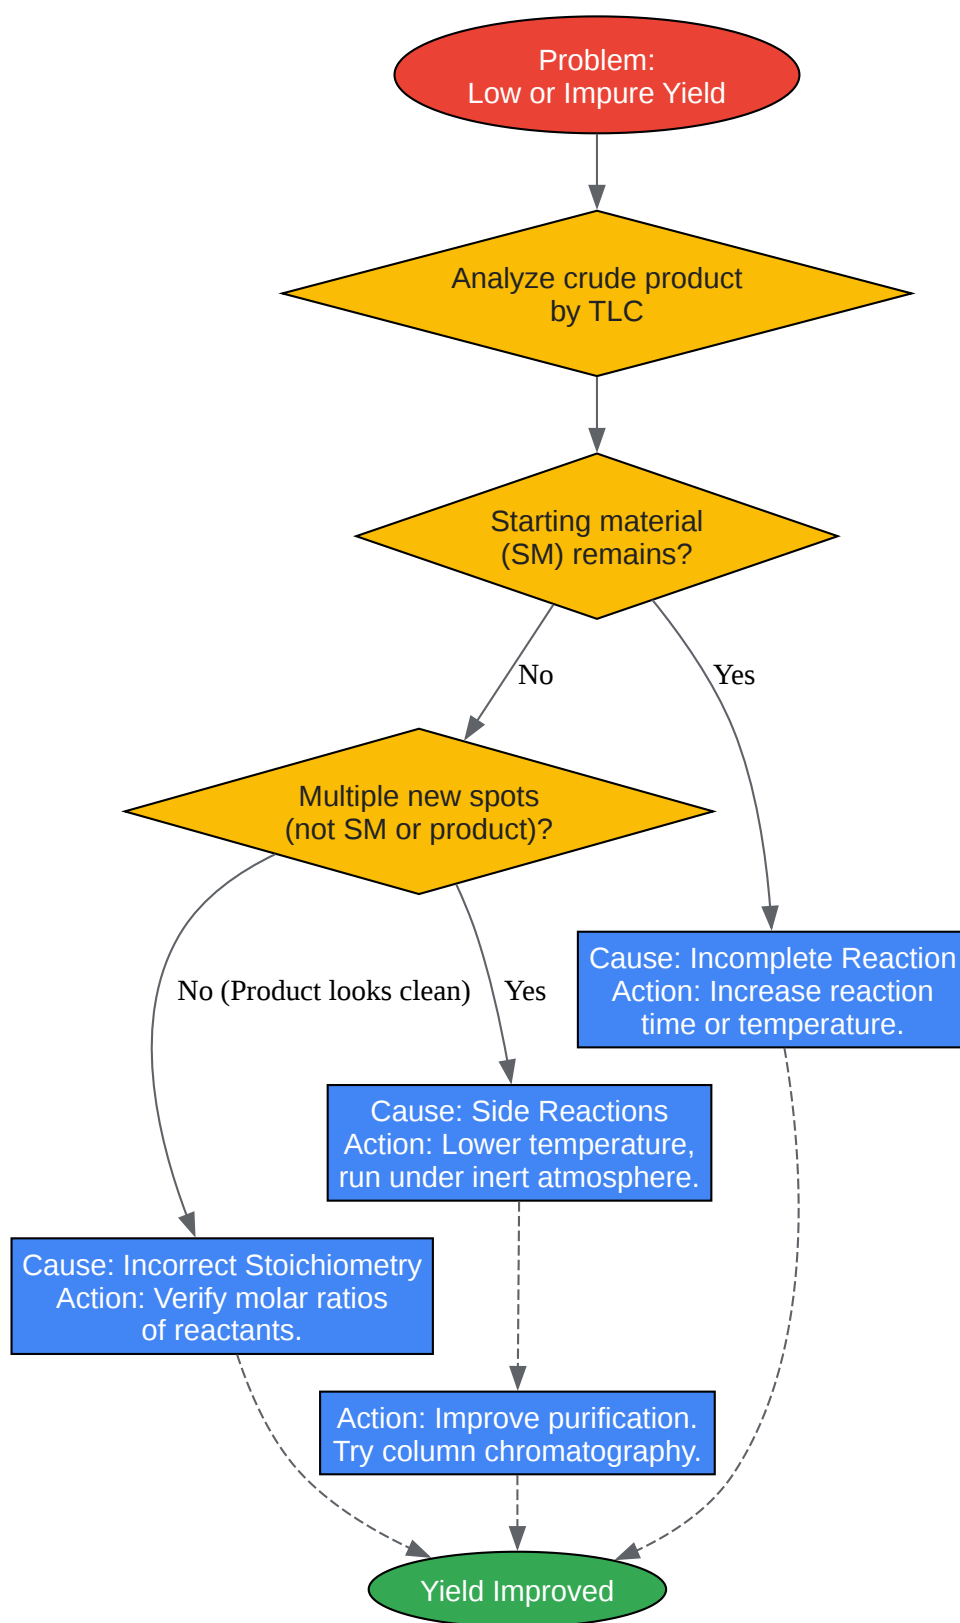 Problem:
Low or Impure Yield
Analyze crude product
by TLC
Starting material
(SM) remains?
No
Yes
Multiple new spots
(not SM or product)?
No (Product looks clean)
Yes
Cause: Incomplete Reaction
Action: Increase reaction
time or temperature.
Cause: Side Reactions
Action: Lower temperature,
run under inert atmosphere.
Cause: Incorrect Stoichiometry
Action: Verify molar ratios
of reactants.
Action: Improve purification.
Try column chromatography.
Yield Improved